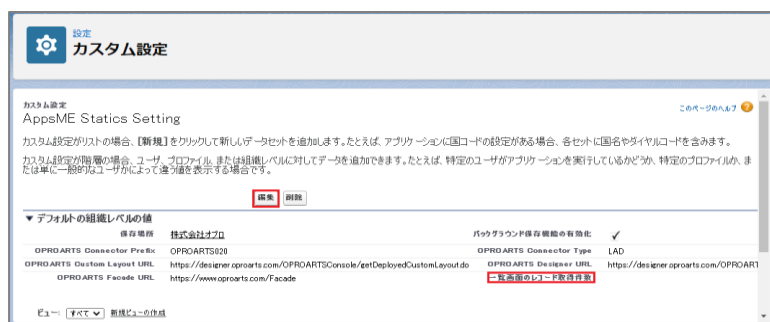 設定
カスタム設定
カスタム設定
AppsME Statics Setting
このページのヘルプ
カスタム設定がリストの場合、[新規]をクリックして新しいデータセットを追加します。たとえば、アプリケーションに国コードの設定がある場合、各セットに国名やダイヤルコードを含みます。
カスタム設定が階層の場合、ユーザ、プロファイル、または組織レベルに対してデータを追加できます。たとえば、特定のユーザがアプリケーションを実行しているかどうか、特定のプロファイルか、ま
たは単に一般的なユーザかによって違う値を表示する場合です。
編集 削除
▼ デフォルトの組織レベルの値
保存場所 株式会社オプロ バックグラウンド保存機能の有効化 ✓
OPROARTS Connector Prefix OPROARTS020 OPROARTS Connector Type LAD
OPROARTS Custom Layout URL https://designer.oproarts.com/OPROARTSConsole/getDeployedCustomLayout.do OPROARTS Designer URL https://designer.oproarts.com/OPROART
OPROARTS Facade URL https://www.oproarts.com/Facade 一覧画面のレコード取得件数
ビュー: すべて 新規ビューの作成